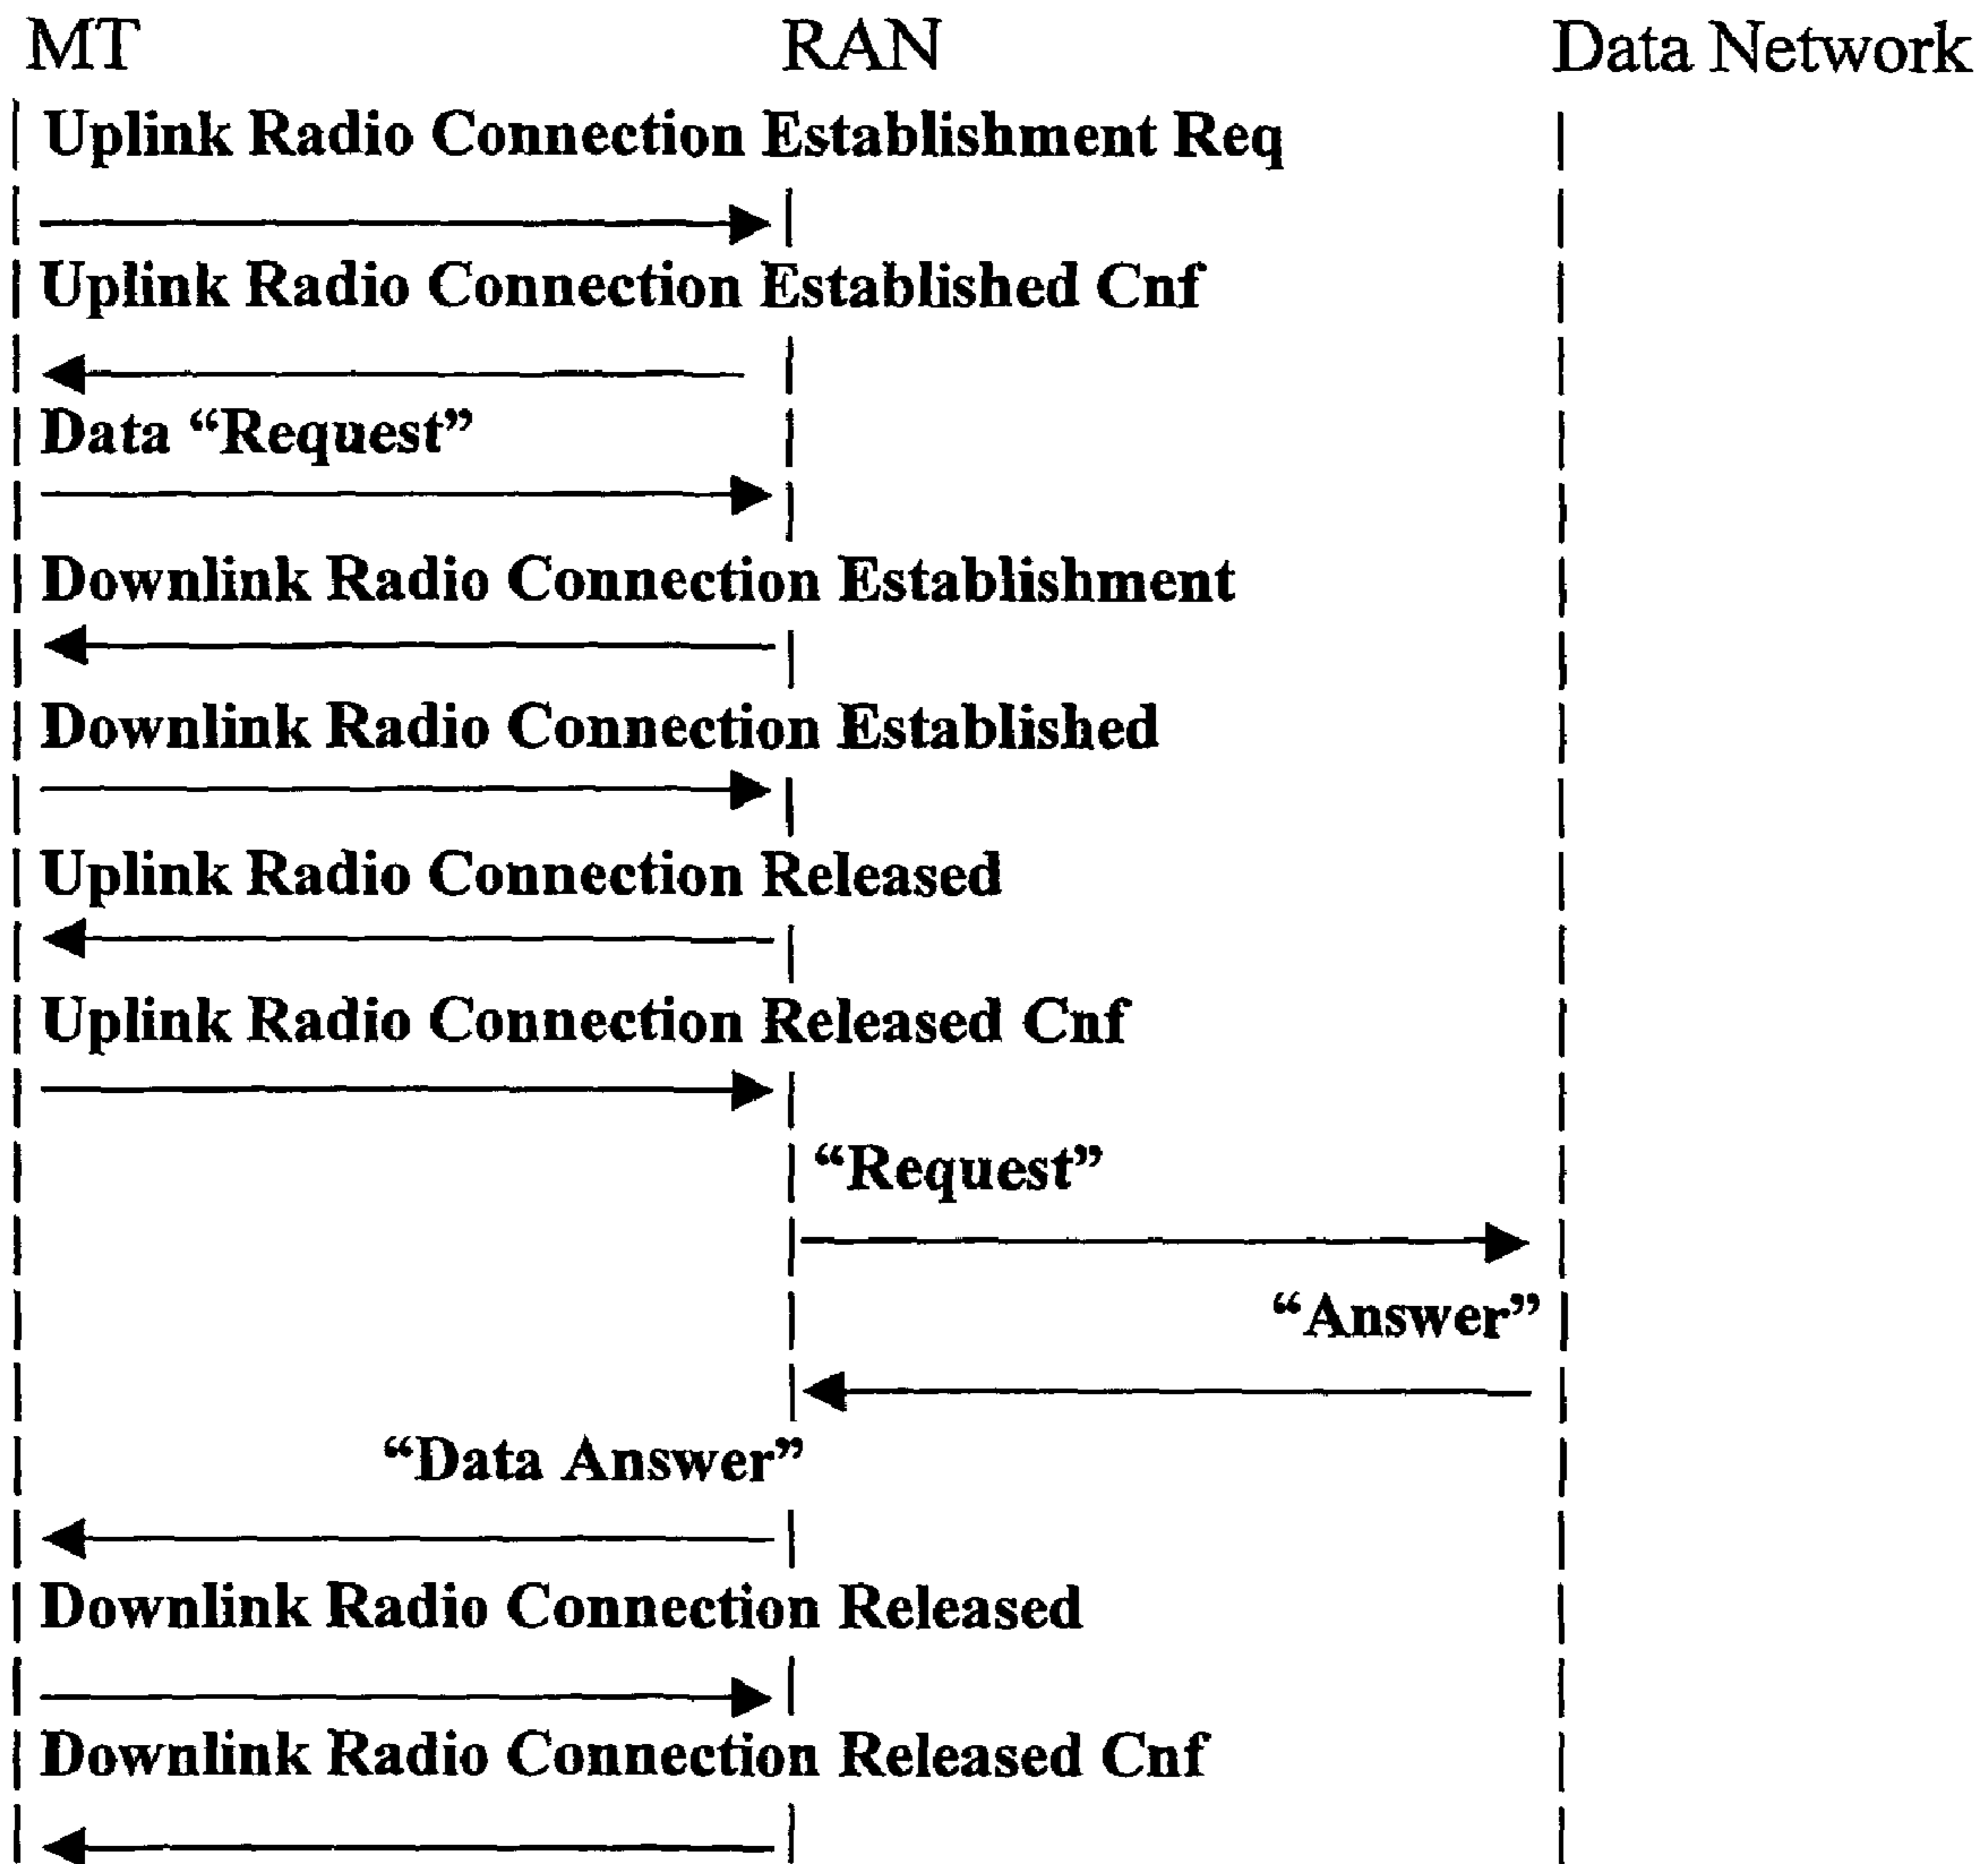 MT RAN Data Network
Uplink Radio Connection Establishment Req
Uplink Radio Connection Established Cnf
Data “Request”
Downlink Radio Connection Establishment
Downlink Radio Connection Established
Uplink Radio Connection Released
Uplink Radio Connection Released Cnf
“Request”
“Answer”
“Data Answer”
Downlink Radio Connection Released
Downlink Radio Connection Released Cnf